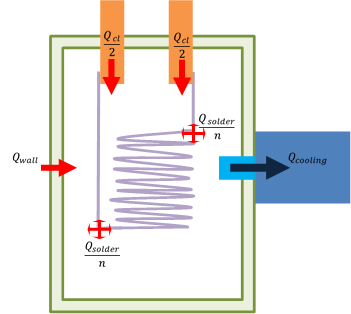 Q_cl/2 Q_cl/2
Q_solder/n
Q_wall
Q_cooling
Q_solder/n